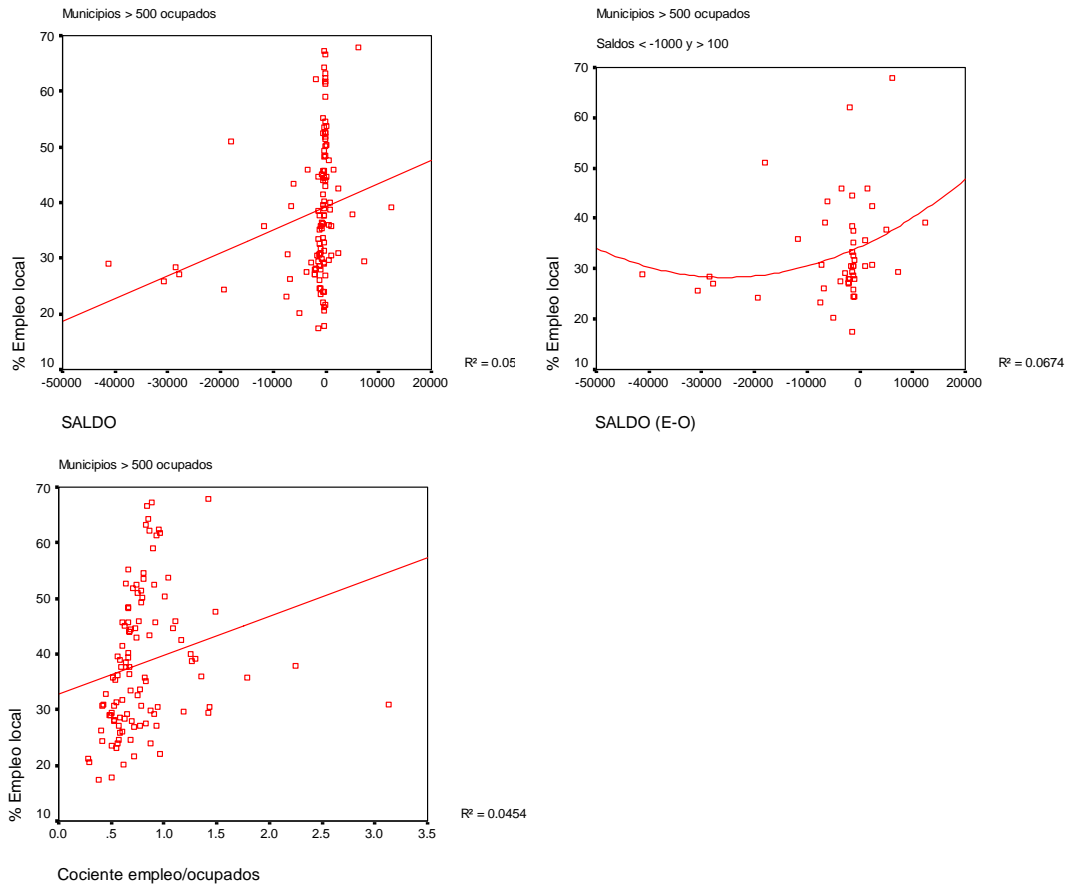 Municipios > 500 ocupados
70
60
50
40
30
20
10
% Empleo local
-50000 -40000 -30000 -20000 -10000 0 10000 20000
R² = 0.05
SALDO
Municipios > 500 ocupados
Saldos < -1000 y > 100
70
60
50
40
30
20
10
% Empleo local
-50000 -40000 -30000 -20000 -10000 0 10000 20000
R² = 0.0674
SALDO (E-O)
Municipios > 500 ocupados
70
60
50
40
30
20
10
% Empleo local
0.0 .5 1.0 1.5 2.0 2.5 3.0 3.5
R² = 0.0454
Cociente empleo/ocupados